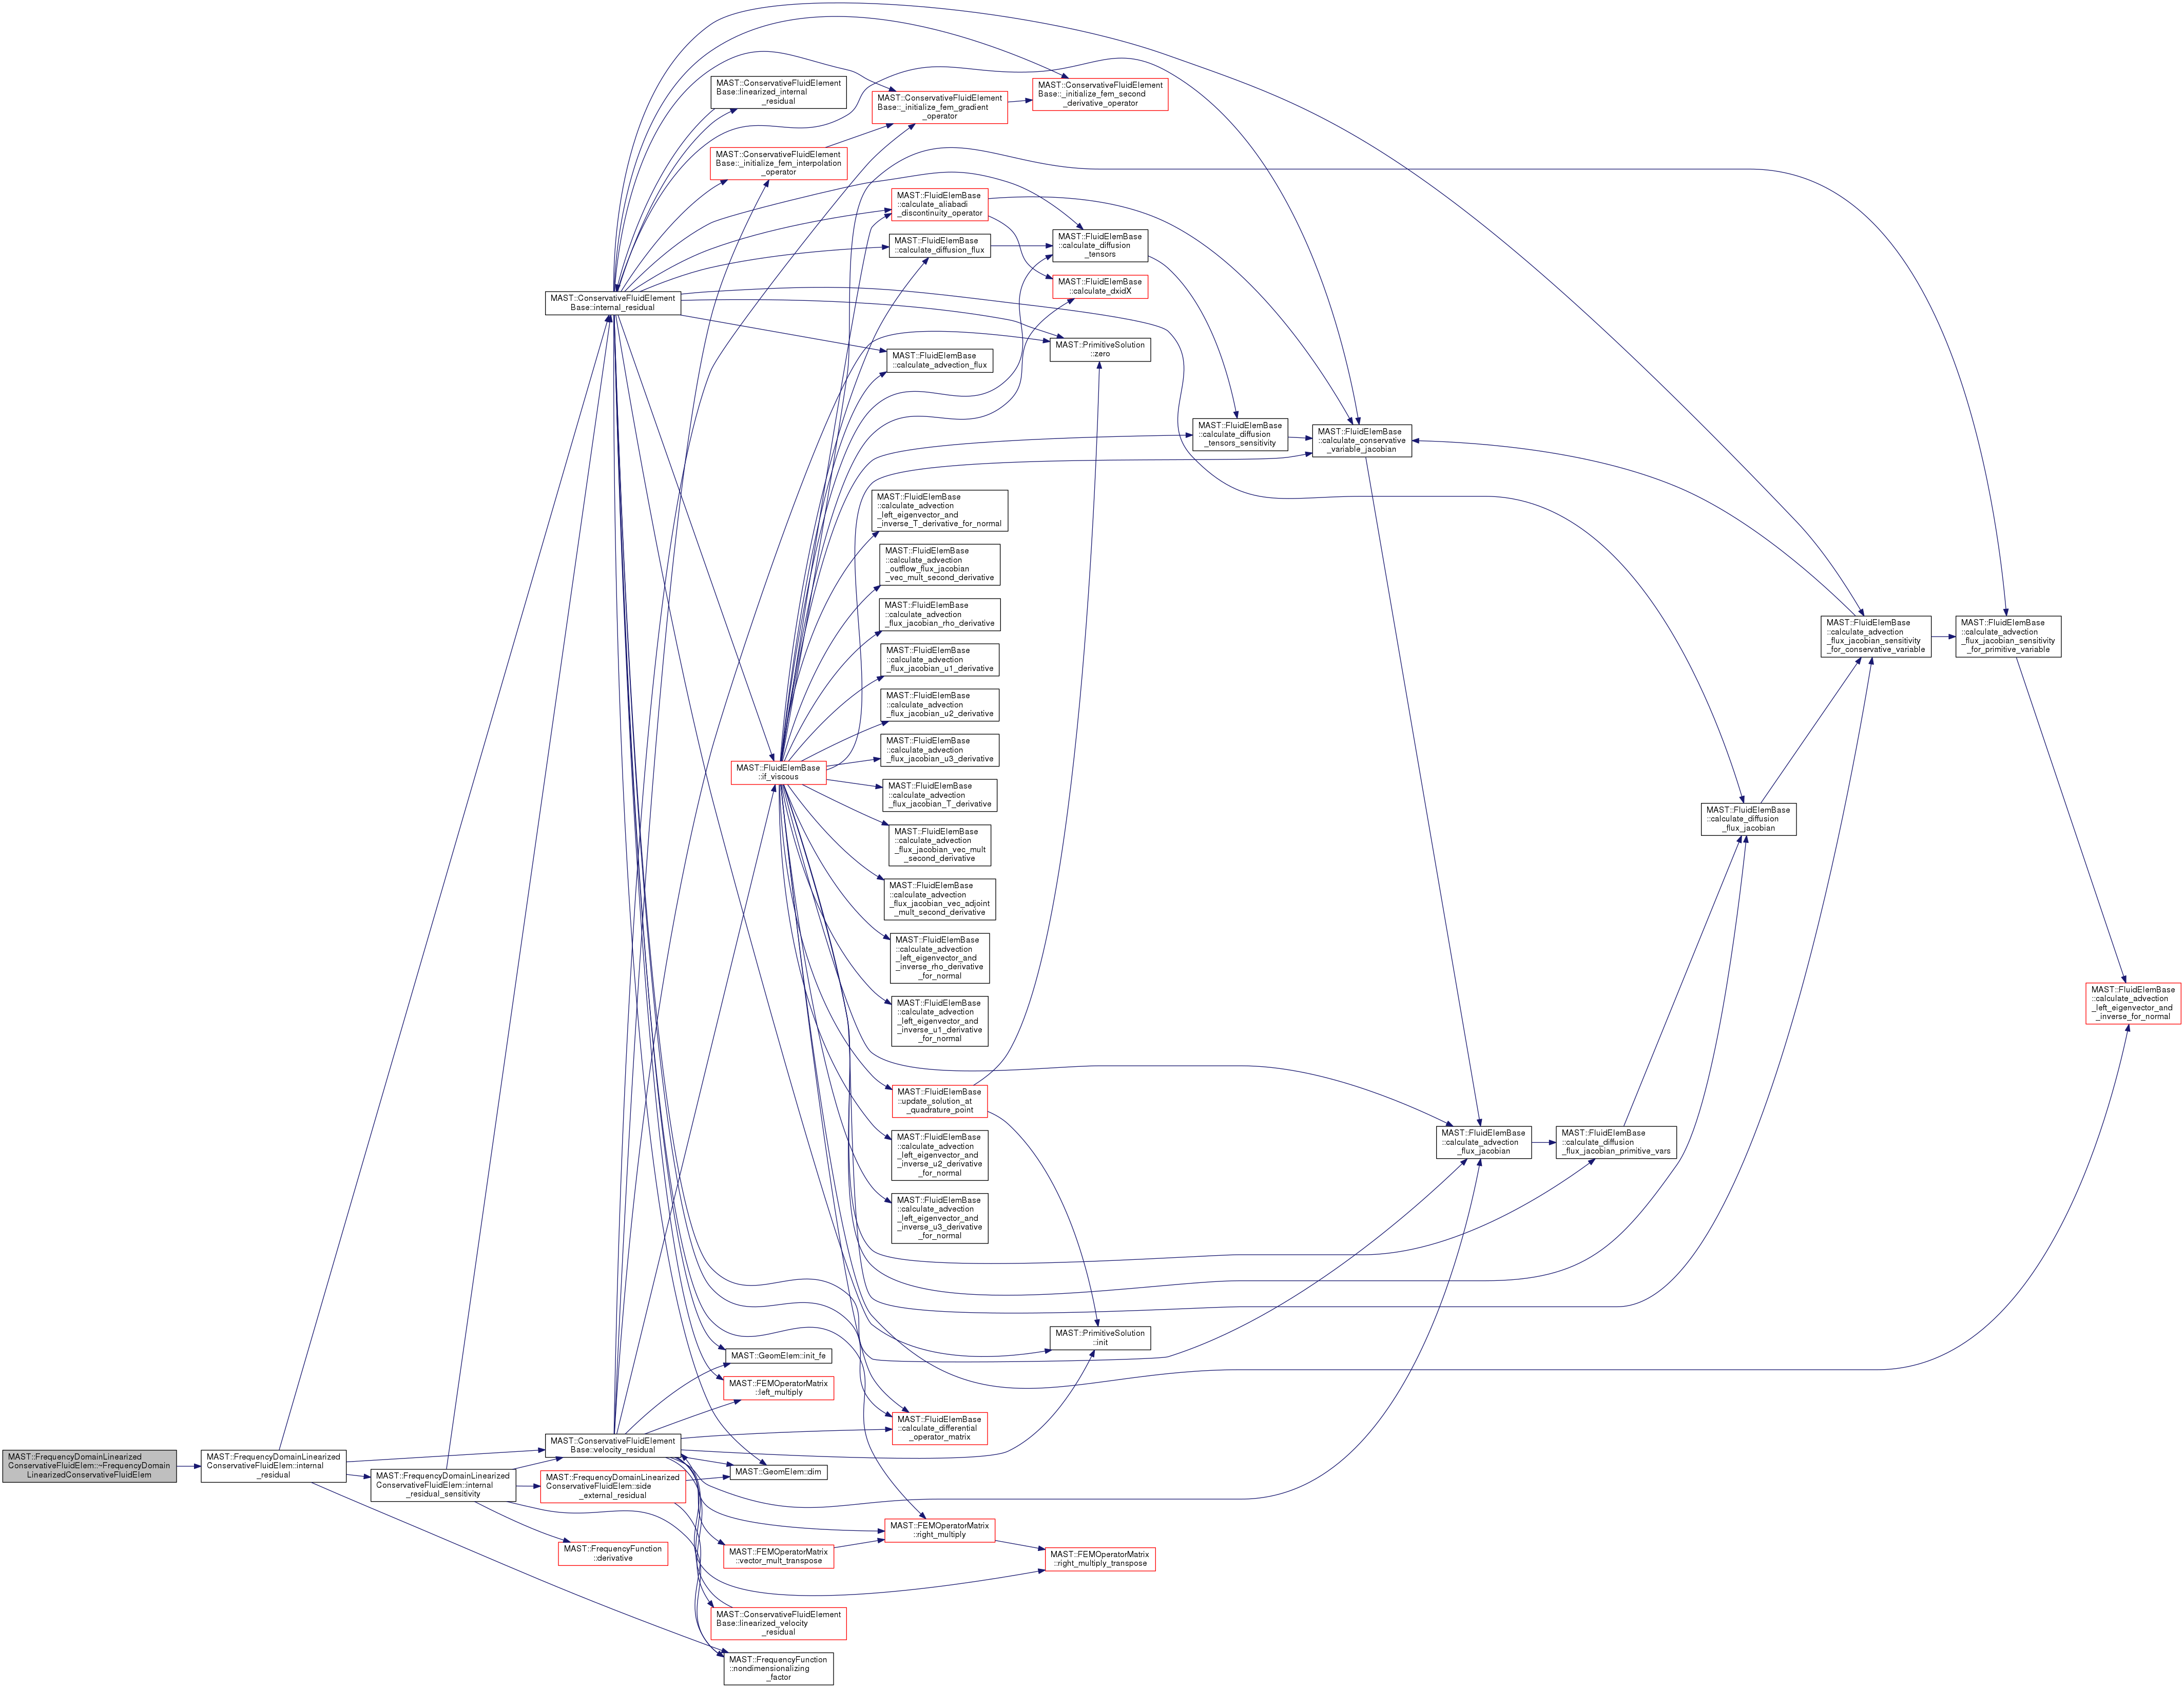 MAST::FrequencyDomainLinearized
ConservativeFluidElem::~FrequencyDomain
LinearizedConservativeFluidElem
MAST::FrequencyDomainLinearized
ConservativeFluidElem::internal
_residual
MAST::FrequencyDomainLinearized
ConservativeFluidElem::internal
_residual_sensitivity
MAST::ConservativeFluidElement
Base::internal_residual
MAST::ConservativeFluidElement
Base::velocity_residual
MAST::FrequencyDomainLinearized
ConservativeFluidElem::side
_external_residual
MAST::FrequencyFunction
::derivative
MAST::ConservativeFluidElement
Base::linearized_internal
_residual
MAST::ConservativeFluidElement
Base::_initialize_fem_interpolation
_operator
MAST::FluidElemBase
::if_viscous
MAST::GeomElem::init_fe
MAST::FEMOperatorMatrix
::left_multiply
MAST::GeomElem::dim
MAST::FEMOperatorMatrix
::vector_mult_transpose
MAST::ConservativeFluidElement
Base::linearized_velocity
_residual
MAST::FrequencyFunction
::nondimensionalizing
_factor
MAST::ConservativeFluidElement
Base::_initialize_fem_gradient
_operator
MAST::FluidElemBase
::calculate_aliabadi
_discontinuity_operator
MAST::FluidElemBase
::calculate_diffusion_flux
MAST::FluidElemBase
::calculate_advection_flux
MAST::FluidElemBase
::calculate_advection
_left_eigenvector_and
_inverse_T_derivative_for_normal
MAST::FluidElemBase
::calculate_advection
_outflow_flux_jacobian
_vec_mult_second_derivative
MAST::FluidElemBase
::calculate_advection
_flux_jacobian_rho_derivative
MAST::FluidElemBase
::calculate_advection
_flux_jacobian_u1_derivative
MAST::FluidElemBase
::calculate_advection
_flux_jacobian_u2_derivative
MAST::FluidElemBase
::calculate_advection
_flux_jacobian_u3_derivative
MAST::FluidElemBase
::calculate_advection
_flux_jacobian_T_derivative
MAST::FluidElemBase
::calculate_advection
_flux_jacobian_vec_mult
_second_derivative
MAST::FluidElemBase
::calculate_advection
_flux_jacobian_vec_adjoint
_mult_second_derivative
MAST::FluidElemBase
::calculate_advection
_left_eigenvector_and
_inverse_rho_derivative
_for_normal
MAST::FluidElemBase
::calculate_advection
_left_eigenvector_and
_inverse_u1_derivative
_for_normal
MAST::FluidElemBase
::update_solution_at
_quadrature_point
MAST::FluidElemBase
::calculate_advection
_left_eigenvector_and
_inverse_u2_derivative
_for_normal
MAST::FluidElemBase
::calculate_advection
_left_eigenvector_and
_inverse_u3_derivative
_for_normal
MAST::FluidElemBase
::calculate_differential
_operator_matrix
MAST::FEMOperatorMatrix
::right_multiply
MAST::ConservativeFluidElement
Base::_initialize_fem_second
_derivative_operator
MAST::FluidElemBase
::calculate_diffusion
_tensors
MAST::FluidElemBase
::calculate_dxidX
MAST::PrimitiveSolution
::zero
MAST::PrimitiveSolution
::init
MAST::FEMOperatorMatrix
::right_multiply_transpose
MAST::FluidElemBase
::calculate_diffusion
_tensors_sensitivity
MAST::FluidElemBase
::calculate_conservative
_variable_jacobian
MAST::FluidElemBase
::calculate_advection
_flux_jacobian
MAST::FluidElemBase
::calculate_diffusion
_flux_jacobian_primitive_vars
MAST::FluidElemBase
::calculate_diffusion
_flux_jacobian
MAST::FluidElemBase
::calculate_advection
_flux_jacobian_sensitivity
_for_conservative_variable
MAST::FluidElemBase
::calculate_advection
_flux_jacobian_sensitivity
_for_primitive_variable
MAST::FluidElemBase
::calculate_advection
_left_eigenvector_and
_inverse_for_normal